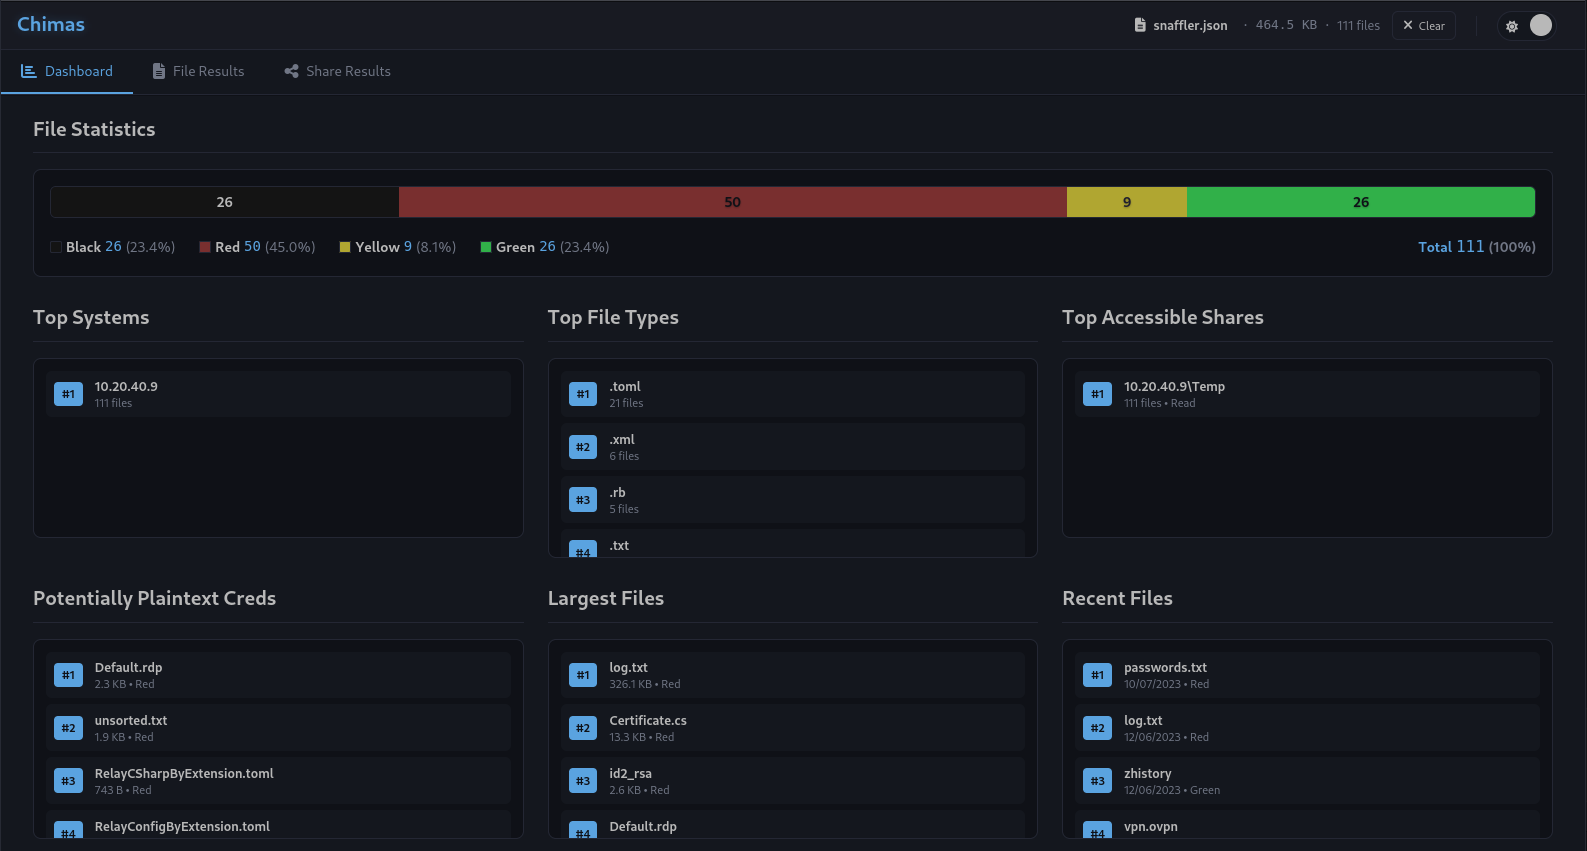 Chimas
snaffler.json · 464.5 KB · 111 files
Clear
Dashboard
File Results
Share Results
File Statistics
26 50 9 26
Black 26 (23.4%) Red 50 (45.0%) Yellow 9 (8.1%) Green 26 (23.4%) Total 111 (100%)
Top Systems
#1 10.20.40.9
111 files
Top File Types
#1 .toml
21 files
#2 .xml
6 files
#3 .rb
5 files
#4 .txt
Top Accessible Shares
#1 10.20.40.9\Temp
111 files • Read
Potentially Plaintext Creds
#1 Default.rdp
2.3 KB • Red
#2 unsorted.txt
1.9 KB • Red
#3 RelayCSharpByExtension.toml
743 B • Red
#4 RelayConfigByExtension.toml
Largest Files
#1 log.txt
326.1 KB • Red
#2 Certificate.cs
13.3 KB • Red
#3 id2_rsa
2.6 KB • Red
#4 Default.rdp
Recent Files
#1 passwords.txt
10/07/2023 • Red
#2 log.txt
12/06/2023 • Red
#3 zhistory
12/06/2023 • Green
#4 vpn.ovpn